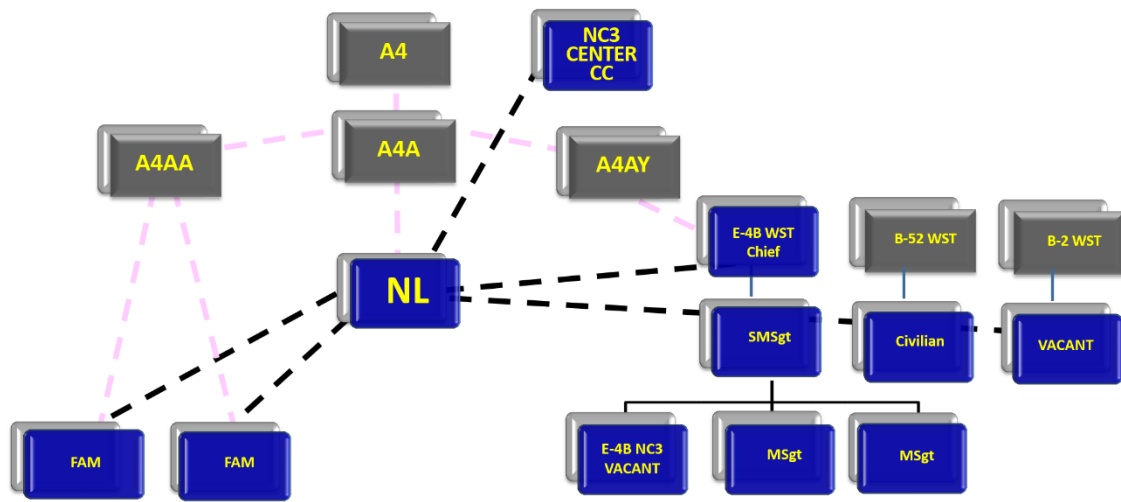 A4
NC3
CENTER
CC
A4AA
A4A
A4AY
E-4B WST
Chief
B-52 WST
B-2 WST
NL
SMSgt
Civilian
VACANT
FAM
FAM
E-4B NC3
VACANT
MSgt
MSgt